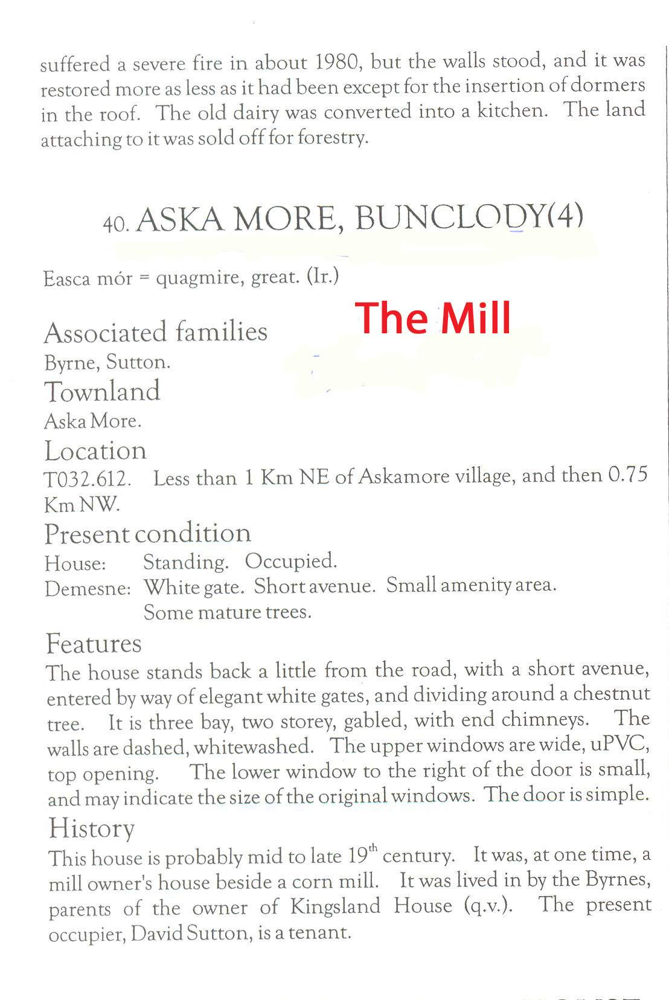 suffered a severe fire in about 1980, but the walls stood, and it was
restored more as less as it had been except for the insertion of dormers
in the roof. The old dairy was converted into a kitchen. The land
attaching to it was sold off for forestry.
40. ASKA MORE, BUNCLODY(4)
Easca mór = quagmire, great. (Ir.)
The Mill
Associated families
Byrne, Sutton.
Townland
Aska More.
Location
T032.612. Less than 1 Km NE of Askamore village, and then 0.75
Km NW.
Present condition
House: Standing. Occupied.
Demesne: White gate. Short avenue. Small amenity area.
Some mature trees.
Features
The house stands back a little from the road, with a short avenue,
entered by way of elegant white gates, and dividing around a chestnut
tree. It is three bay, two storey, gabled, with end chimneys. The
walls are dashed, whitewashed. The upper windows are wide, uPVC,
top opening. The lower window to the right of the door is small,
and may indicate the size of the original windows. The door is simple.
History
This house is probably mid to late 19th century. It was, at one time, a
mill owner's house beside a corn mill. It was lived in by the Byrnes,
parents of the owner of Kingsland House (q.v.). The present
occupier, David Sutton, is a tenant.